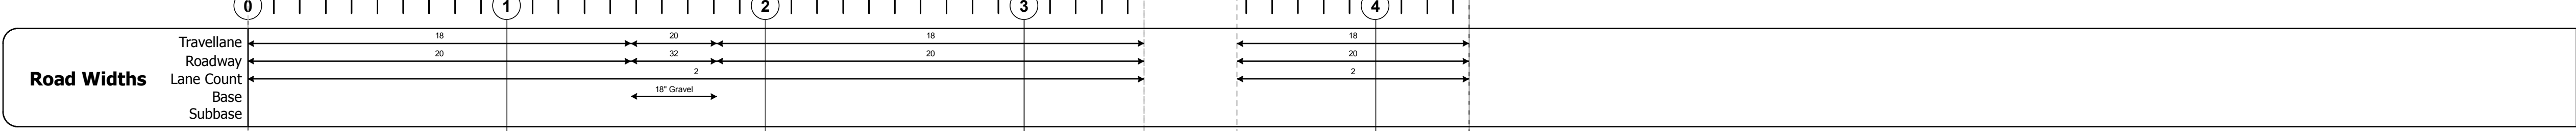 0 1 2 3 4
Travellane 18 20 18 18
Roadway 20 32 20 20
Road Widths
Lane Count 2 2
Base 18" Gravel
Subbase